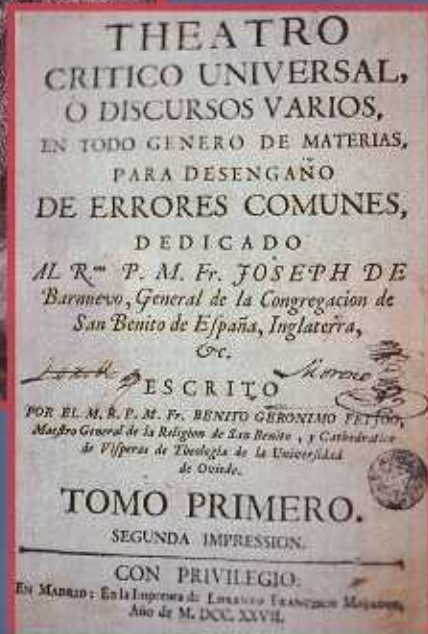 THEATRO
CRITICO UNIVERSAL,
O DISCURSOS VARIOS,
EN TODO GENERO DE MATERIAS,
PARA DESENGAÑO
DE ERRORES COMUNES,
DEDICADO
AL Rmo P. M. Fr. JOSEPH DE
Barnuevo, General de la Congregacion de
San Benito de España, Inglaterra,
&c.
Moreno
ESCRITO
POR EL M. R. P. M. Fr. BENITO GERONIMO FEYJOO,
Maestro General de la Religion de San Benito, y Cathedratico
de Visperas de Theologia de la Universidad
de Oviedo.
TOMO PRIMERO.
SEGUNDA IMPRESSION.
CON PRIVILEGIO:
EN MADRID: En la Imprenta de LORENZO FRANCISCO MOJADOS,
Año de M. DCC. XXVII.